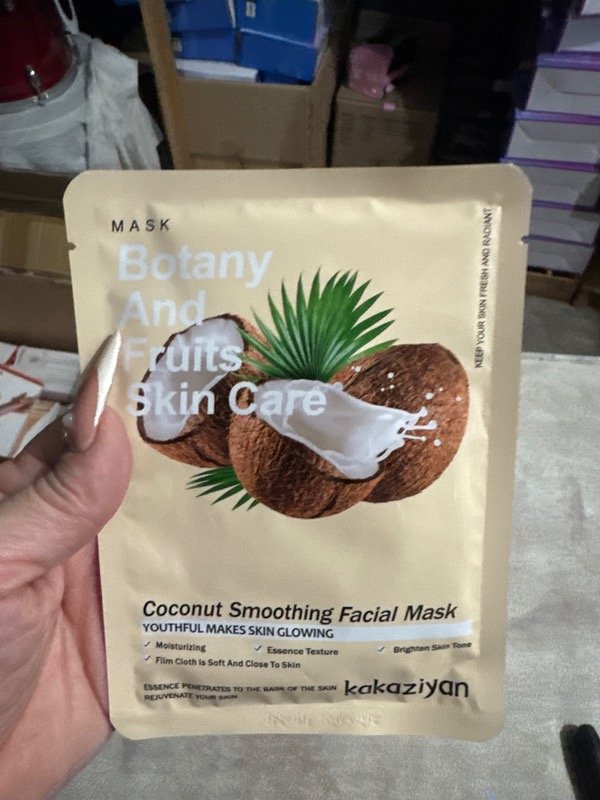 MASK
Botany
And
Fruits
Skin Care
KEEP YOUR SKIN FRESH AND RADIANT
Coconut Smoothing Facial Mask
YOUTHFUL MAKES SKIN GLOWING
✓ Moisturizing ✓ Essence Texture ✓ Brighten Skin Tone
✓ Film Cloth Is Soft And Close To Skin
ESSENCE PENETRATES TO THE BASE OF THE SKIN
REJUVENATE YOUR SKIN
kakaziyan